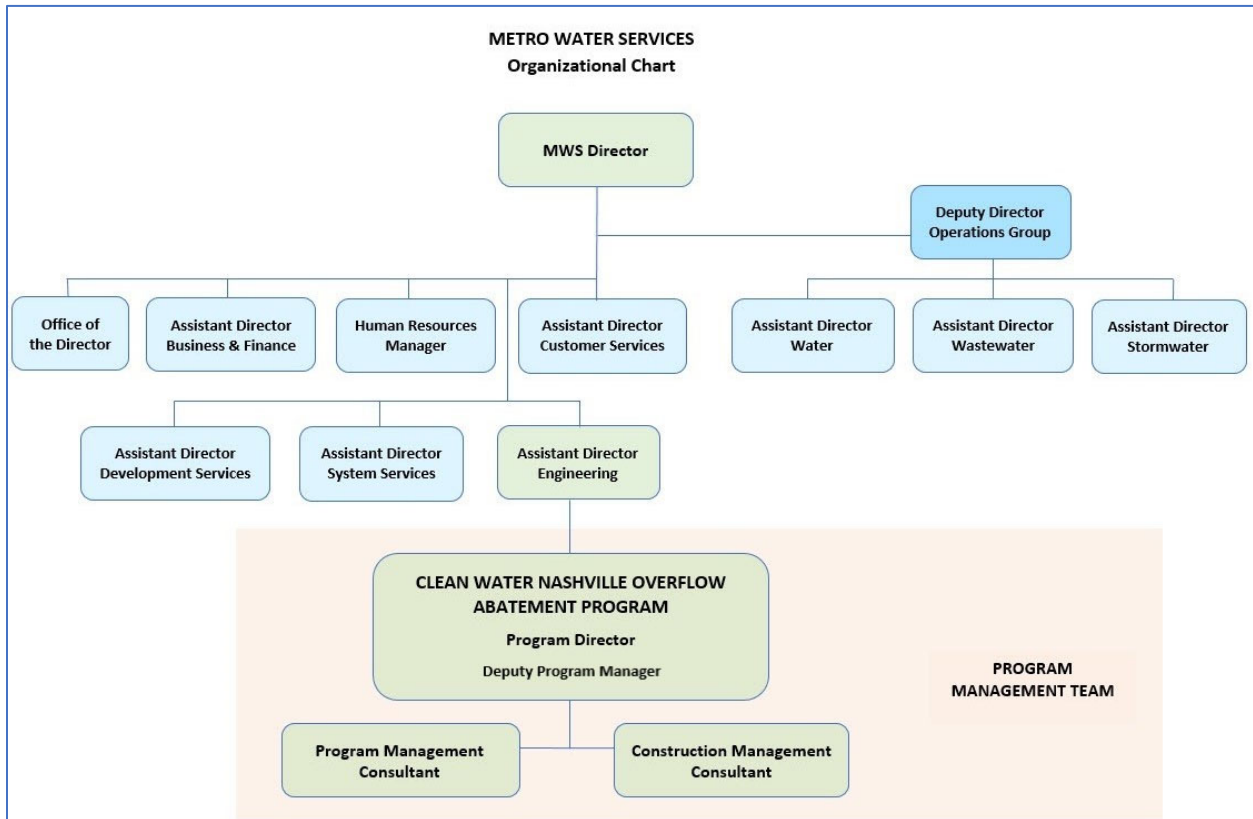 METRO WATER SERVICES
Organizational Chart
MWS Director
Deputy Director
Operations Group
Office of
the Director
Assistant Director
Business & Finance
Human Resources
Manager
Assistant Director
Customer Services
Assistant Director
Water
Assistant Director
Wastewater
Assistant Director
Stormwater
Assistant Director
Development Services
Assistant Director
System Services
Assistant Director
Engineering
CLEAN WATER NASHVILLE OVERFLOW
ABATEMENT PROGRAM
Program Director
Deputy Program Manager
PROGRAM
MANAGEMENT TEAM
Program Management
Consultant
Construction Management
Consultant